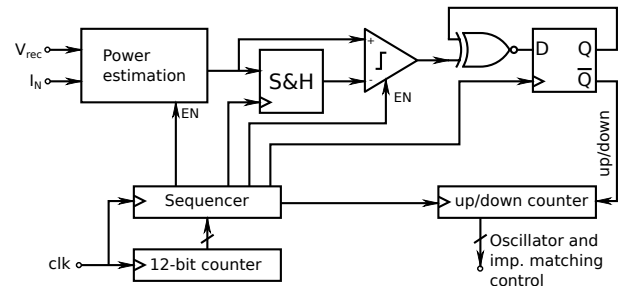 V_rec
I_N
Power
estimation
EN
S&H
+
-
EN
D Q
Q̅
up/down
Sequencer
clk
12-bit counter
up/down counter
Oscillator and
imp. matching
control